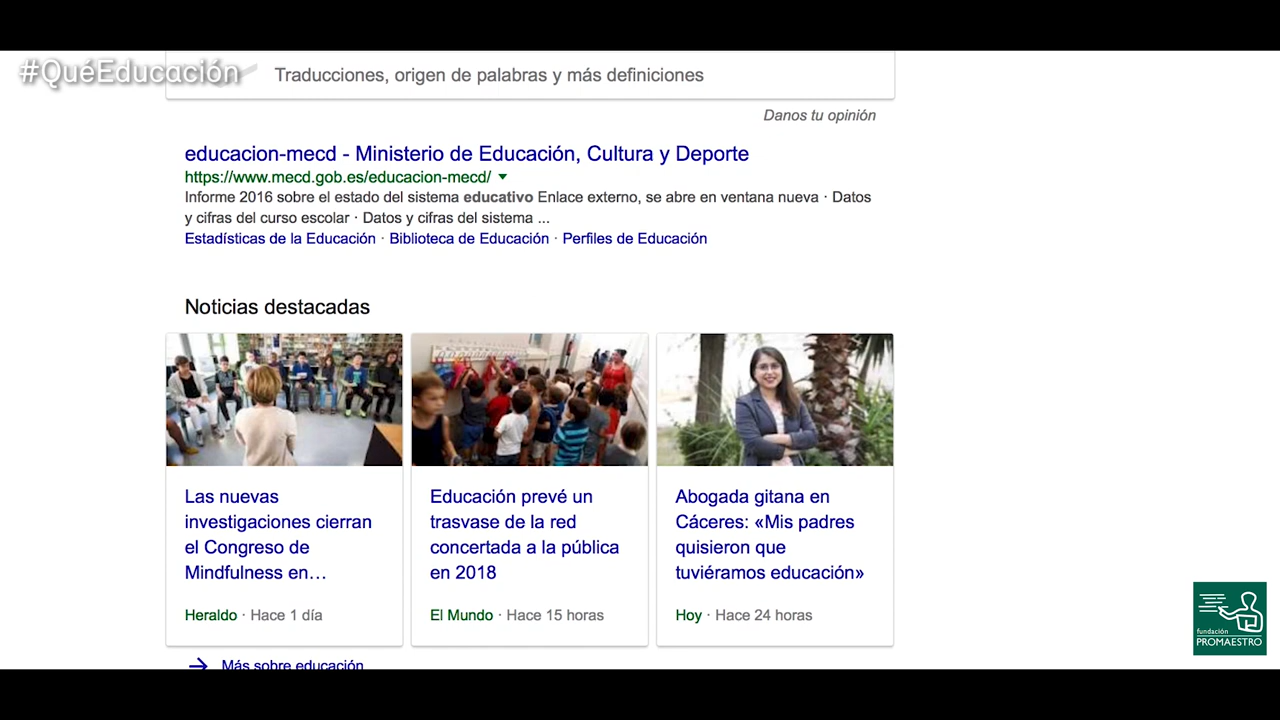 #QuéEducación
Traducciones, origen de palabras y más definiciones
Danos tu opinión
educacion-mecd - Ministerio de Educación, Cultura y Deporte
https://www.mecd.gob.es/educacion-mecd/
Informe 2016 sobre el estado del sistema educativo Enlace externo, se abre en ventana nueva · Datos
y cifras del curso escolar · Datos y cifras del sistema ...
Estadísticas de la Educación · Biblioteca de Educación · Perfiles de Educación
Noticias destacadas
Las nuevas
investigaciones cierran
el Congreso de
Mindfulness en…
Heraldo · Hace 1 día
Educación prevé un
trasvase de la red
concertada a la pública
en 2018
El Mundo · Hace 15 horas
Abogada gitana en
Cáceres: «Mis padres
quisieron que
tuviéramos educación»
Hoy · Hace 24 horas
Más sobre educación
fundación
PROMAESTRO